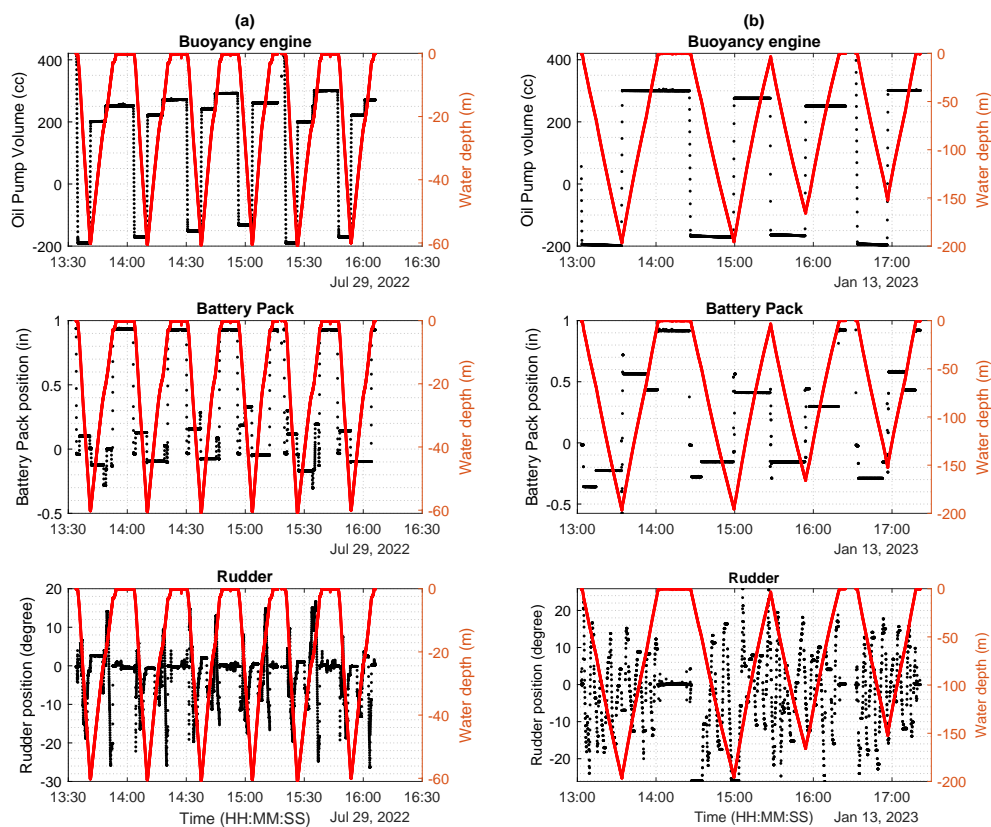 (a)
Buoyancy engine
400
200
0
-200
Oil Pump Volume (cc)
0
-20
-40
-60
Water depth (m)
13:30 14:00 14:30 15:00 15:30 16:00 16:30
Jul 29, 2022
(b)
Buoyancy engine
400
200
0
-200
Oil Pump Volume (cc)
0
-50
-100
-150
-200
Water depth (m)
13:00 14:00 15:00 16:00 17:00
Jan 13, 2023
Battery Pack
1
0.5
0
-0.5
Battery Pack position (in)
0
-20
-40
-60
Water depth (m)
13:30 14:00 14:30 15:00 15:30 16:00 16:30
Jul 29, 2022
Battery Pack
1
0.5
0
-0.5
Battery Pack position (in)
0
-50
-100
-150
-200
Water depth (m)
13:00 14:00 15:00 16:00 17:00
Jan 13, 2023
Rudder
20
10
0
-10
-20
-30
Rudder position (degree)
0
-20
-40
-60
Water depth (m)
13:30 14:00 14:30 15:00 15:30 16:00 16:30
Time (HH:MM:SS) Jul 29, 2022
Rudder
20
10
0
-10
-20
Rudder position (degree)
0
-50
-100
-150
-200
Water depth (m)
13:00 14:00 15:00 16:00 17:00
Time (HH:MM:SS) Jan 13, 2023